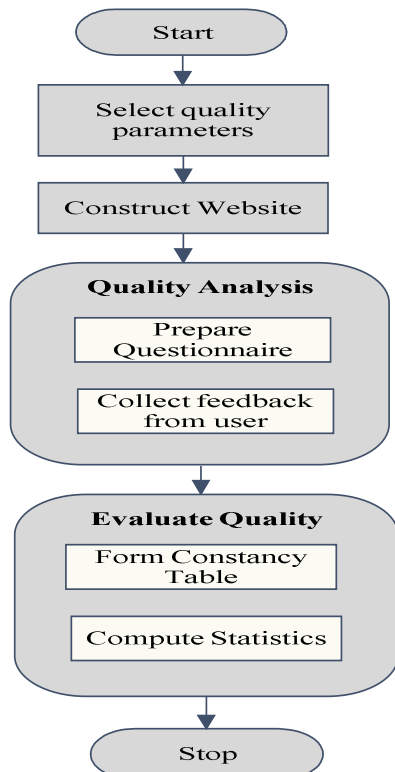 Start
Select quality
parameters
Construct Website
Quality Analysis
Prepare
Questionnaire
Collect feedback
from user
Evaluate Quality
Form Constancy
Table
Compute Statistics
Stop